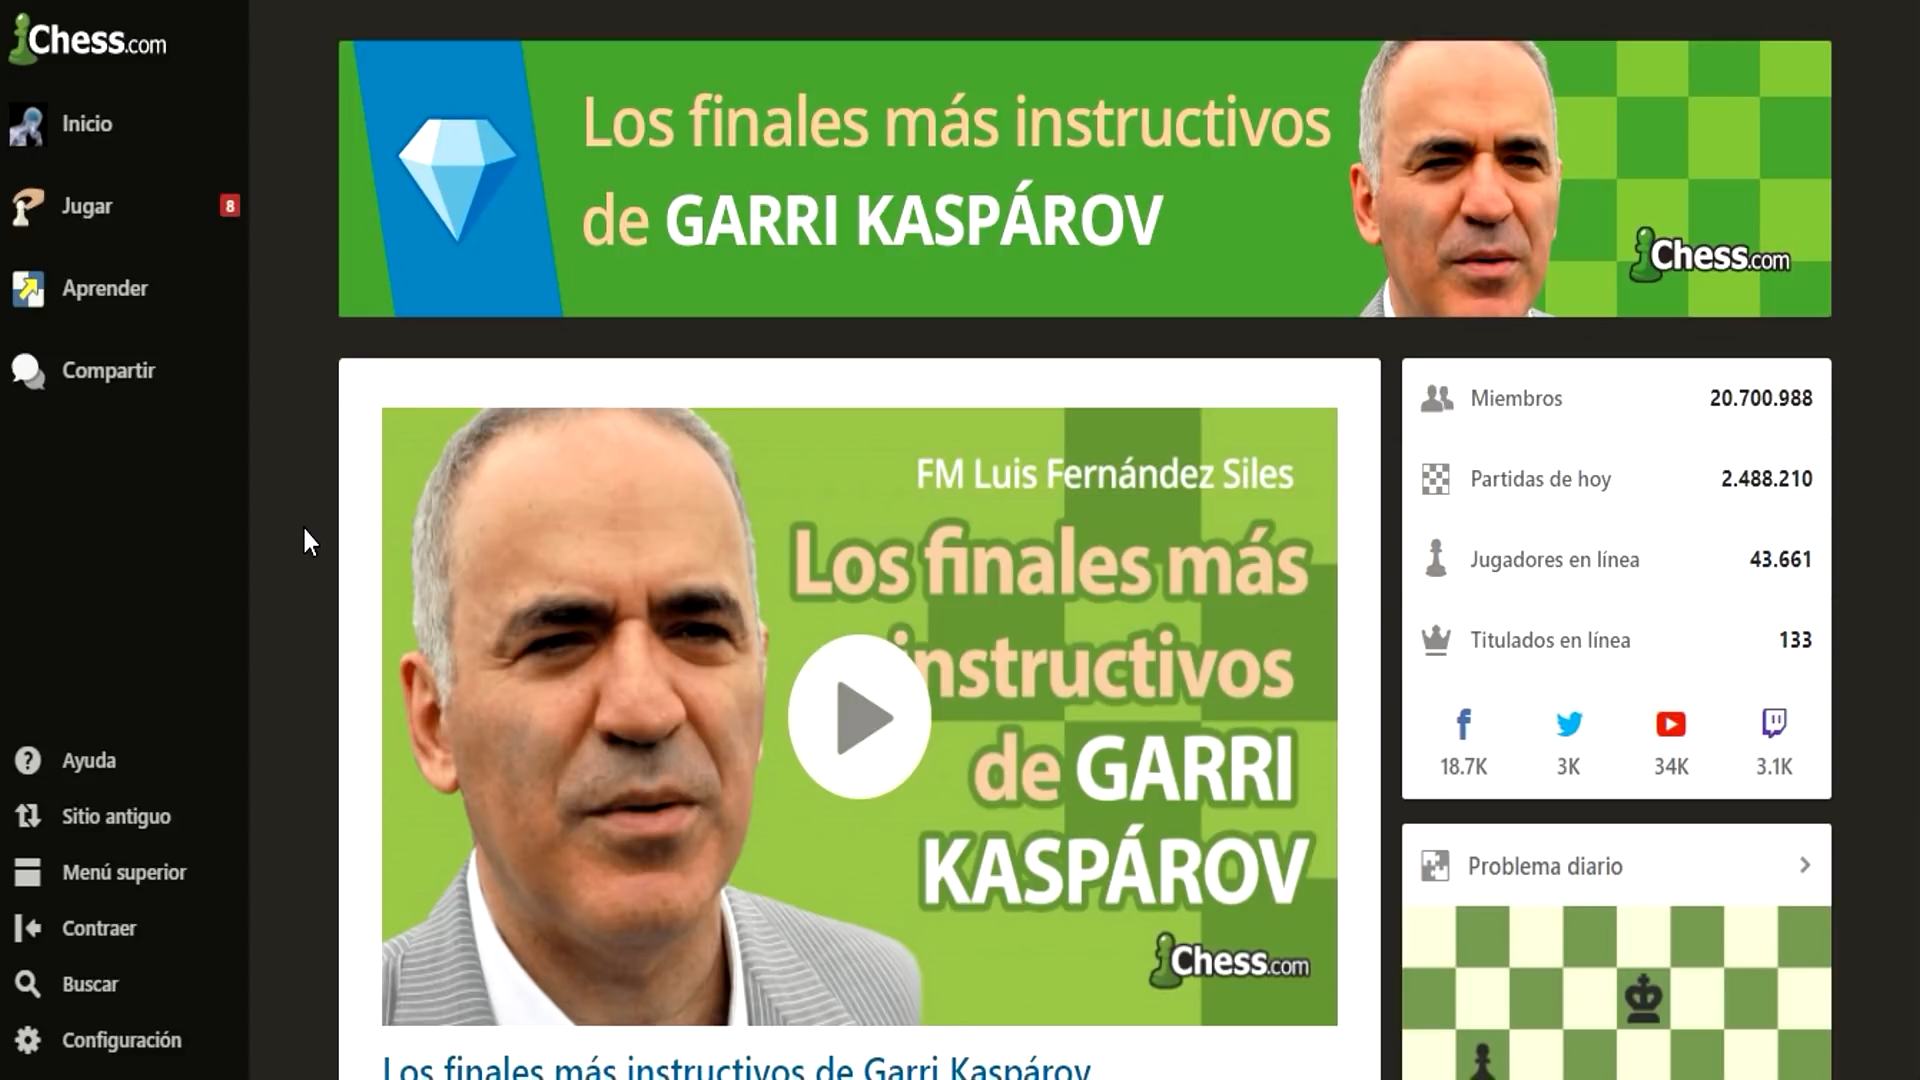 Chess.com
Inicio
Jugar 8
Aprender
Compartir
Ayuda
Sitio antiguo
Menú superior
Contraer
Buscar
Configuración
Los finales más instructivos
de GARRI KASPÁROV
Chess.com
FM Luis Fernández Siles
Los finales más
instructivos
de GARRI
KASPÁROV
Chess.com
Los finales más instructivos de Garri Kaspárov
Miembros 20.700.988
Partidas de hoy 2.488.210
Jugadores en línea 43.661
Titulados en línea 133
18.7K 3K 34K 3.1K
Problema diario